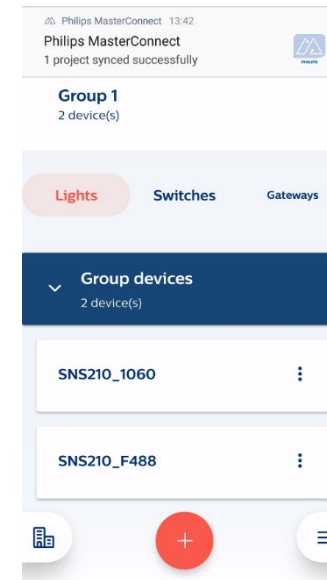 Philips MasterConnect 13:42
Philips MasterConnect
1 project synced successfully
PHILIPS
Group 1
2 device(s)
Lights Switches Gateways
Group devices
2 device(s)
SNS210_1060
SNS210_F488